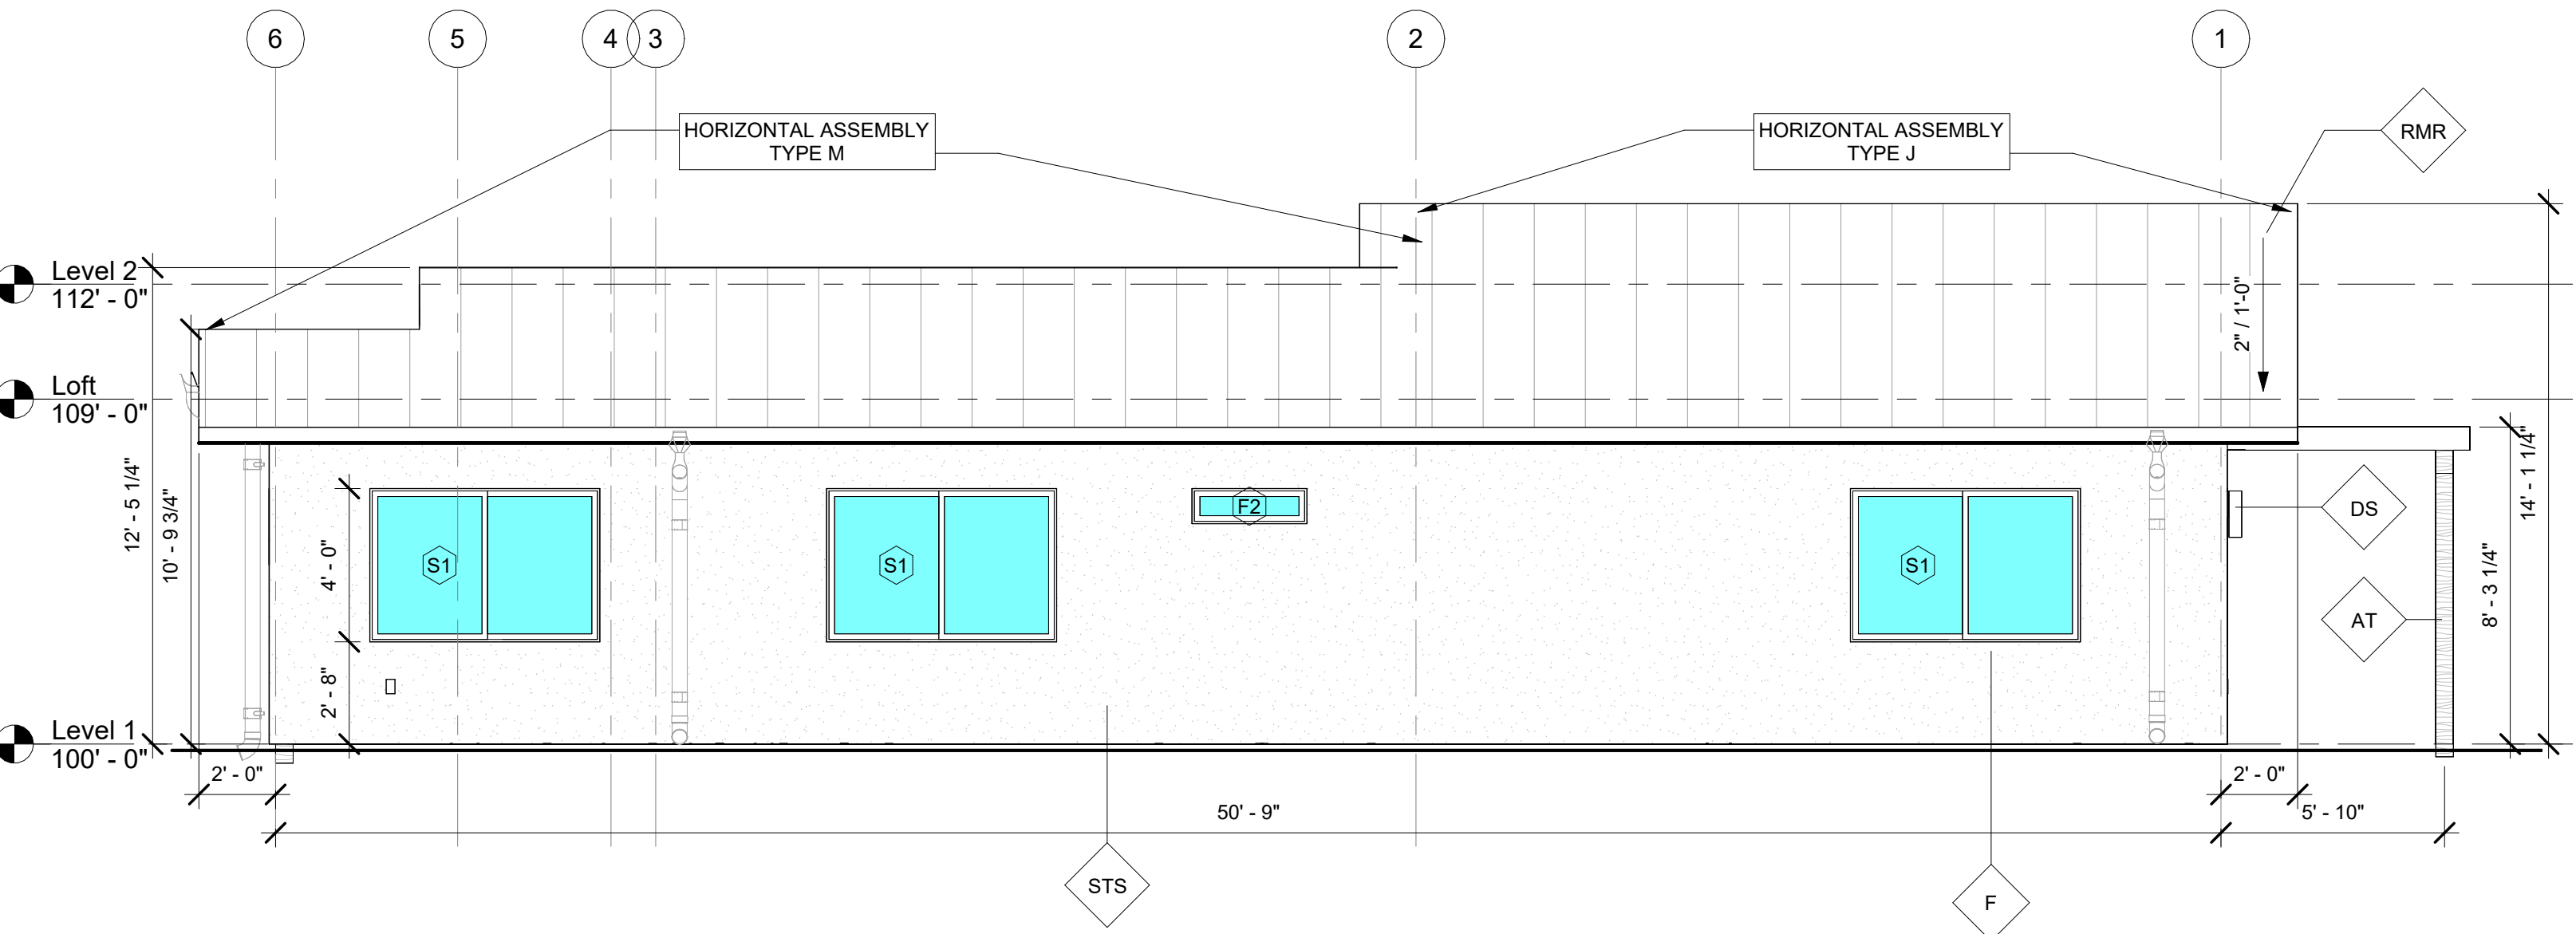 6
5
4
3
2
1
HORIZONTAL ASSEMBLY
TYPE M
HORIZONTAL ASSEMBLY
TYPE J
RMR
Level 2
112' - 0"
Loft
109' - 0"
Level 1
100' - 0"
12' - 5 1/4"
10' - 9 3/4"
4' - 0"
2' - 8"
S1
S1
F2
S1
2" / 1'-0"
DS
AT
8' - 3 1/4"
14' - 1 1/4"
2' - 0"
50' - 9"
2' - 0"
5' - 10"
STS
F